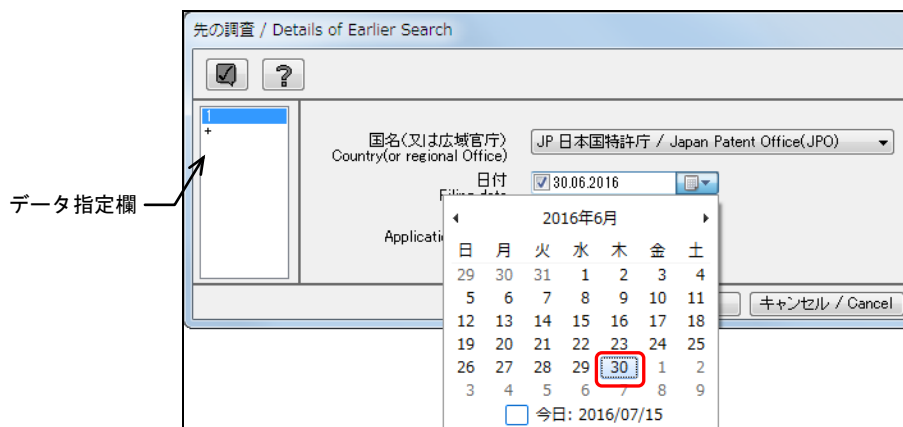 先の調査 / Details of Earlier Search
?
1
+
データ指定欄
国名(又は広域官庁)
Country(or regional Office)
JP 日本国特許庁 / Japan Patent Office(JPO)
日付
Filing date
30.06.2016
2016年6月
日 月 火 水 木 金 土
29 30 31 1 2 3 4
5 6 7 8 9 10 11
12 13 14 15 16 17 18
19 20 21 22 23 24 25
26 27 28 29 30 1 2
3 4 5 6 7 8 9
今日: 2016/07/15
キャンセル / Cancel